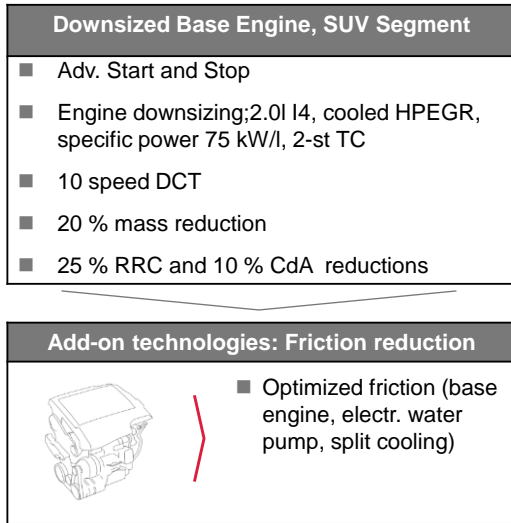 Downsized Base Engine, SUV Segment
■ Adv. Start and Stop
■ Engine downsizing;2.0l I4, cooled HPEGR,
specific power 75 kW/l, 2-st TC
■ 10 speed DCT
■ 20 % mass reduction
■ 25 % RRC and 10 % CdA reductions
Add-on technologies: Friction reduction
■ Optimized friction (base
engine, electr. water
pump, split cooling)